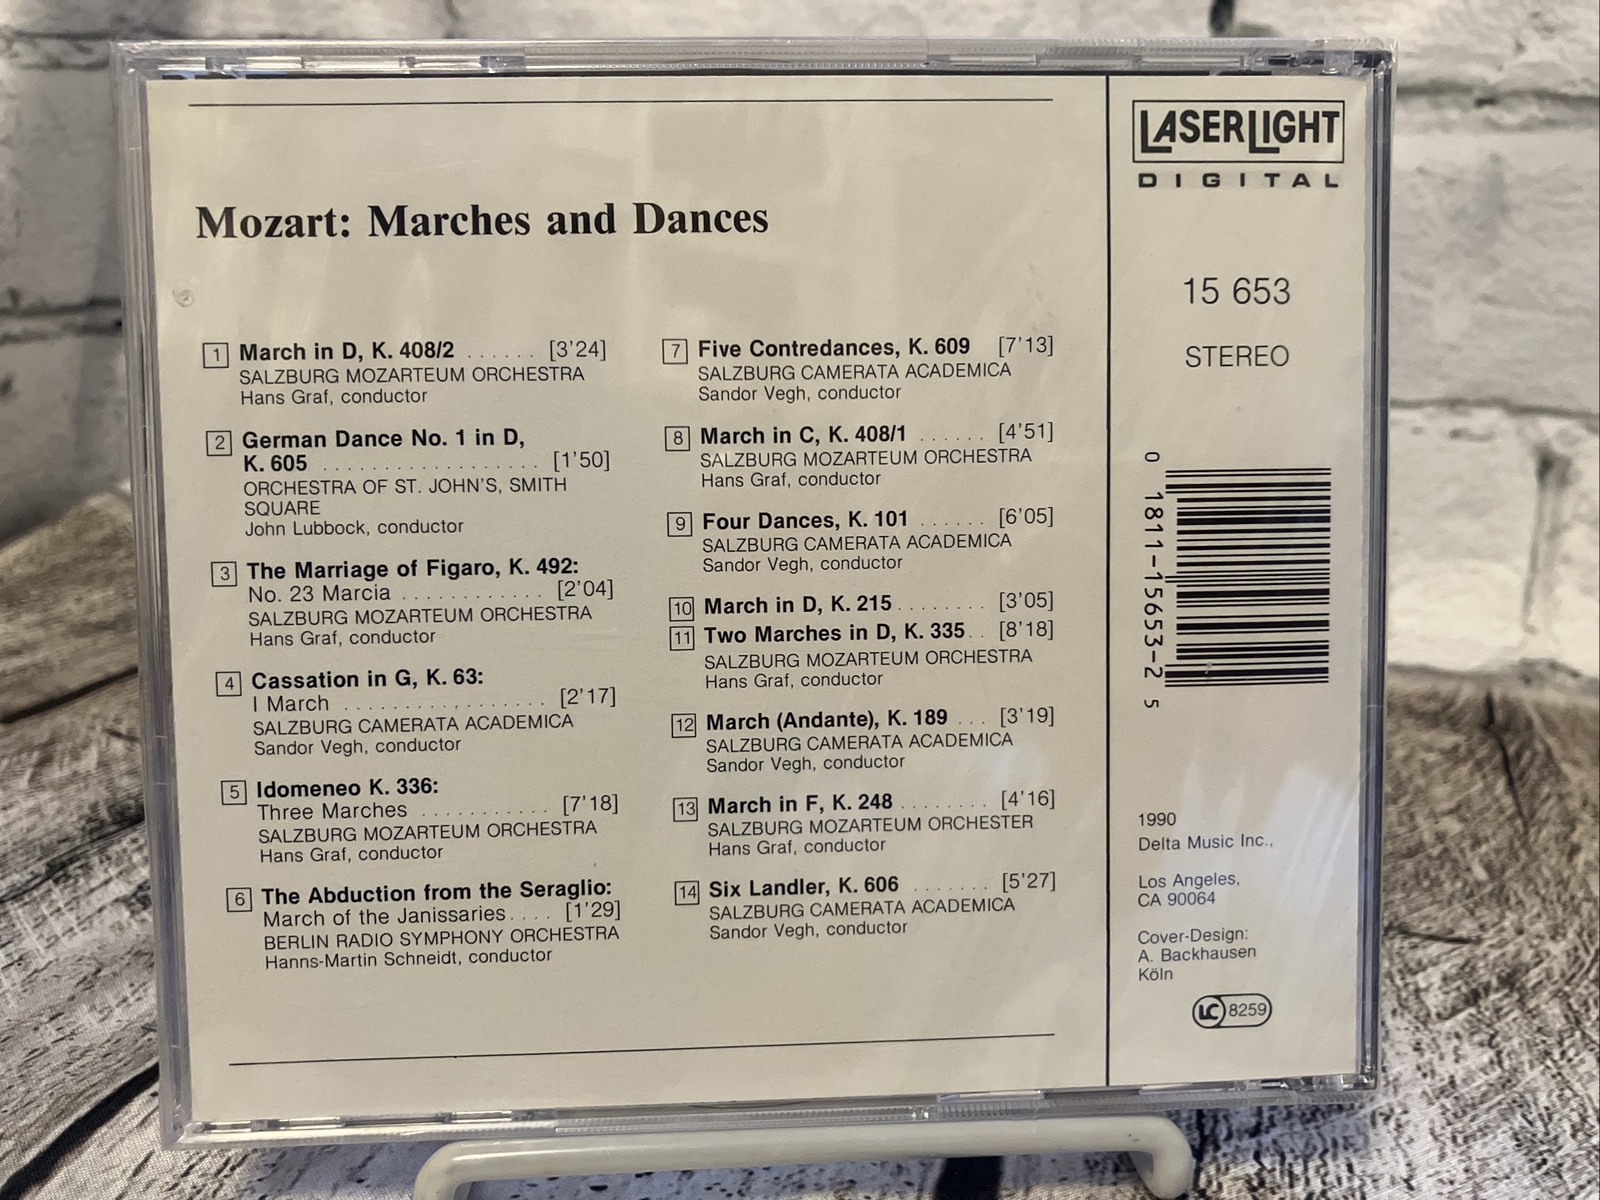 Mozart: Marches and Dances
1 March in D, K. 408/2 ...... [3'24]
SALZBURG MOZARTEUM ORCHESTRA
Hans Graf, conductor
2 German Dance No. 1 in D,
K. 605 .................. [1'50]
ORCHESTRA OF ST. JOHN'S, SMITH
SQUARE
John Lubbock, conductor
3 The Marriage of Figaro, K. 492:
No. 23 Marcia ............ [2'04]
SALZBURG MOZARTEUM ORCHESTRA
Hans Graf, conductor
4 Cassation in G, K. 63:
I March ................. [2'17]
SALZBURG CAMERATA ACADEMICA
Sandor Vegh, conductor
5 Idomeneo K. 336:
Three Marches ........... [7'18]
SALZBURG MOZARTEUM ORCHESTRA
Hans Graf, conductor
6 The Abduction from the Seraglio:
March of the Janissaries.... [1'29]
BERLIN RADIO SYMPHONY ORCHESTRA
Hanns-Martin Schneidt, conductor
7 Five Contredances, K. 609 [7'13]
SALZBURG CAMERATA ACADEMICA
Sandor Vegh, conductor
8 March in C, K. 408/1 ...... [4'51]
SALZBURG MOZARTEUM ORCHESTRA
Hans Graf, conductor
9 Four Dances, K. 101 ...... [6'05]
SALZBURG CAMERATA ACADEMICA
Sandor Vegh, conductor
10 March in D, K. 215........ [3'05]
11 Two Marches in D, K. 335.. [8'18]
SALZBURG MOZARTEUM ORCHESTRA
Hans Graf, conductor
12 March (Andante), K. 189 ... [3'19]
SALZBURG CAMERATA ACADEMICA
Sandor Vegh, conductor
13 March in F, K. 248 ........ [4'16]
SALZBURG MOZARTEUM ORCHESTER
Hans Graf, conductor
14 Six Landler, K. 606 ....... [5'27]
SALZBURG CAMERATA ACADEMICA
Sandor Vegh, conductor
LASERLIGHT
DIGITAL
15 653
STEREO
0 1811-15653-2 5
1990
Delta Music Inc.,
Los Angeles,
CA 90064
Cover-Design:
A. Backhausen
Köln
LC 8259